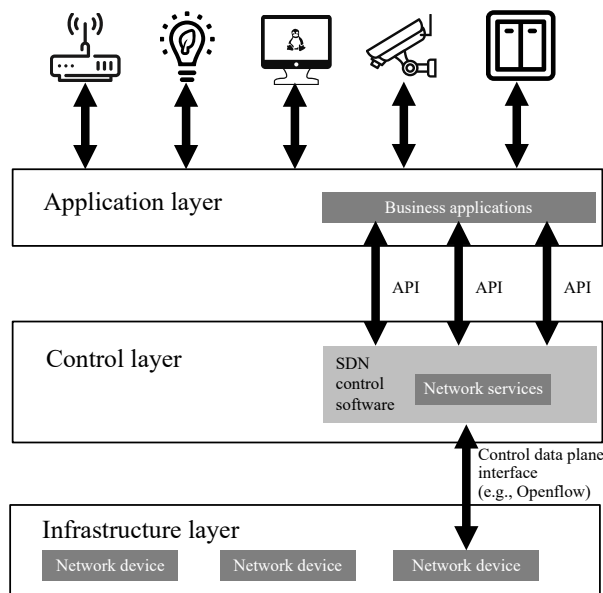 Application layer
Business applications
API API API
Control layer
SDN
control
software
Network services
Control data plane
interface
(e.g., Openflow)
Infrastructure layer
Network device Network device Network device